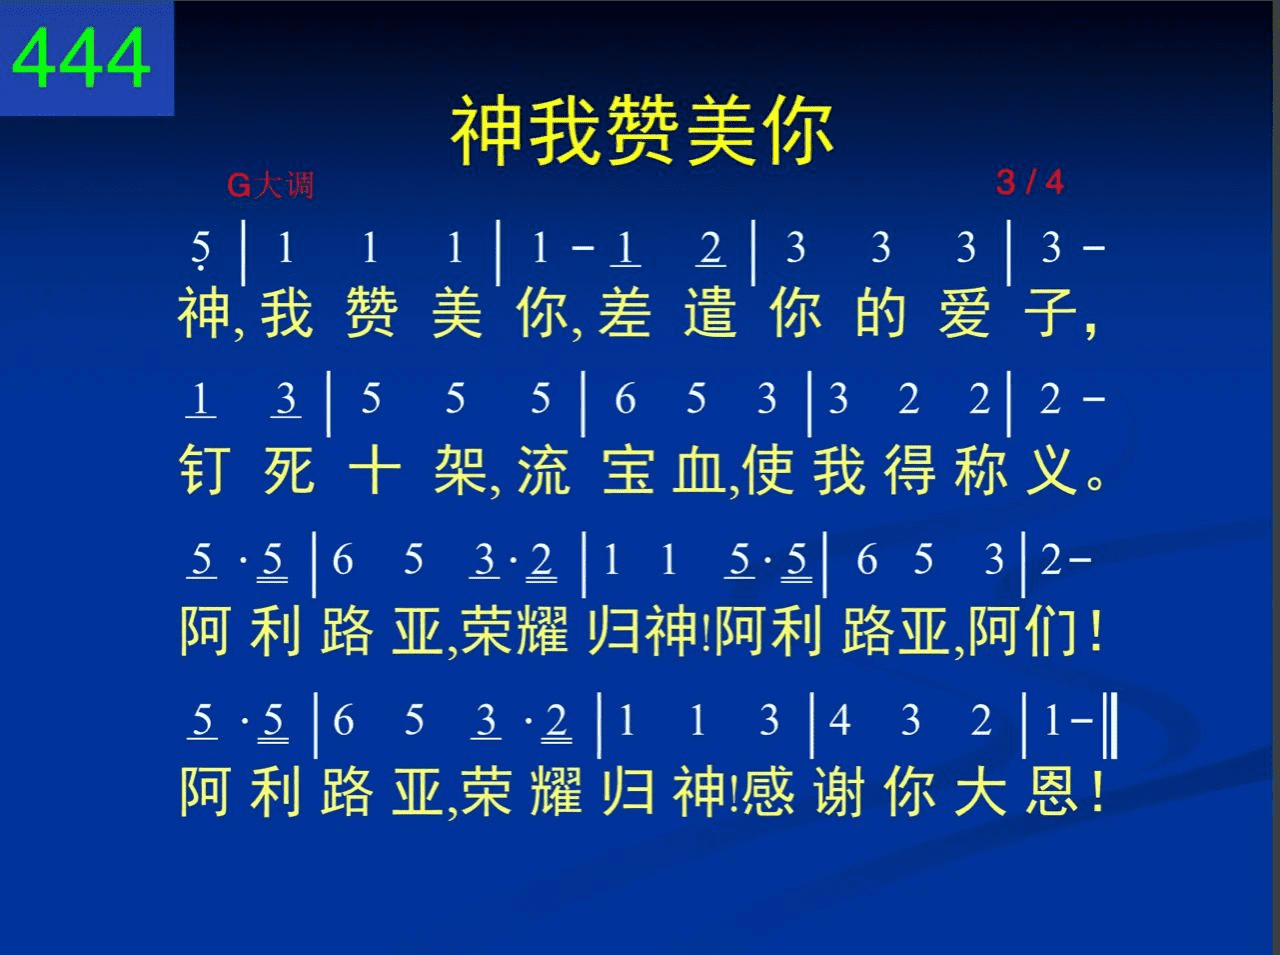 444
神我赞美你
G大调 3 / 4
5̣ | 1 1 1 | 1 - 1 2 | 3 3 3 | 3 -
神, 我 赞 美 你, 差 遣 你 的 爱 子,
1 3 | 5 5 5 | 6 5 3 | 3 2 2 | 2 -
钉 死 十 架, 流 宝 血,使 我 得 称 义。
5 · 5 | 6 5 3 · 2 | 1 1 5 · 5 | 6 5 3 | 2 -
阿 利 路 亚,荣耀 归神!阿利 路亚,阿们!
5 · 5 | 6 5 3 · 2 | 1 1 3 | 4 3 2 | 1 - ‖
阿 利 路 亚,荣 耀 归 神!感 谢 你 大 恩!